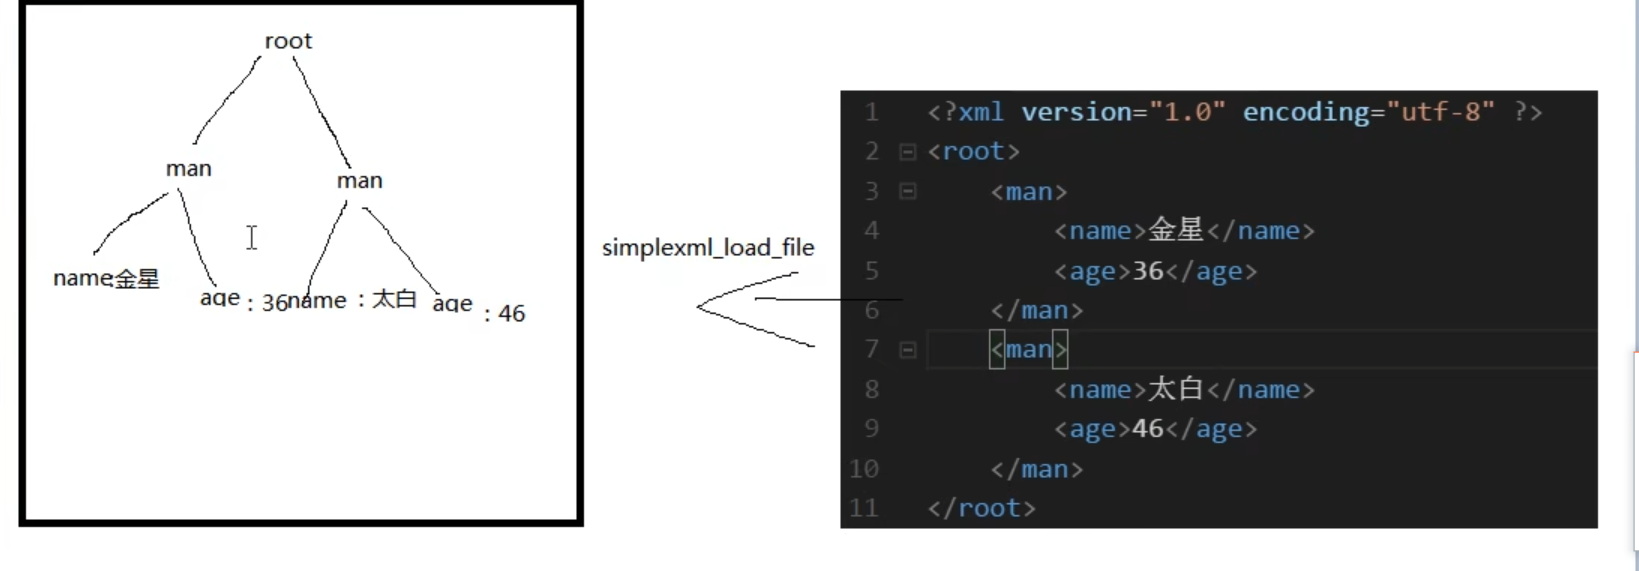 root
man
man
name金星
age：36
name：太白
age：46
simplexml_load_file
1 <?xml version="1.0" encoding="utf-8" ?>
2 <root>
3 <man>
4 <name>金星</name>
5 <age>36</age>
6 </man>
7 <man>
8 <name>太白</name>
9 <age>46</age>
10 </man>
11 </root>